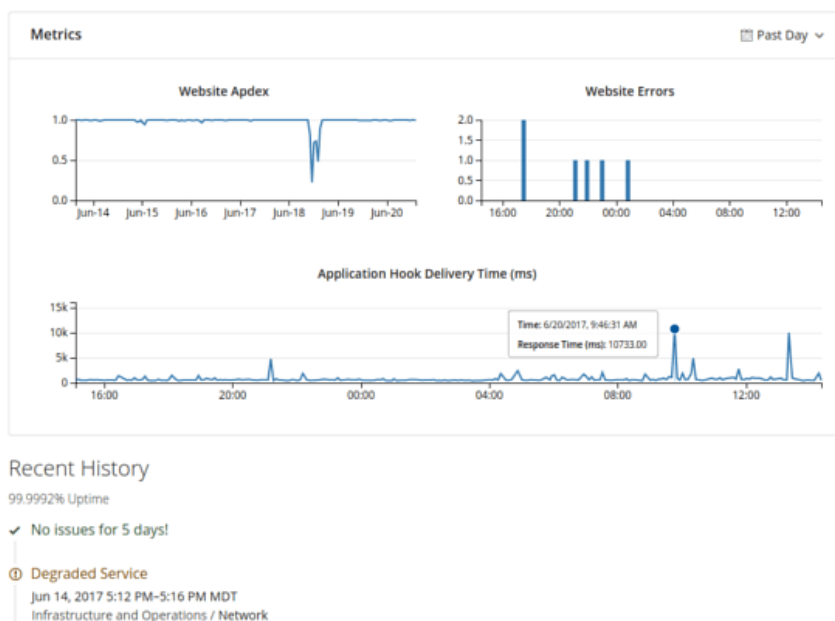 Metrics
Past Day
Website Apdex
1.0
0.5
0.0
Jun-14 Jun-15 Jun-16 Jun-17 Jun-18 Jun-19 Jun-20
Website Errors
2.0
1.5
1.0
0.5
0.0
16:00 20:00 00:00 04:00 08:00 12:00
Application Hook Delivery Time (ms)
15k
10k
5k
0
Time: 6/20/2017, 9:46:31 AM
Response Time (ms): 10733.00
16:00 20:00 00:00 04:00 08:00 12:00
Recent History
99.9992% Uptime
No issues for 5 days!
Degraded Service
Jun 14, 2017 5:12 PM–5:16 PM MDT
Infrastructure and Operations / Network